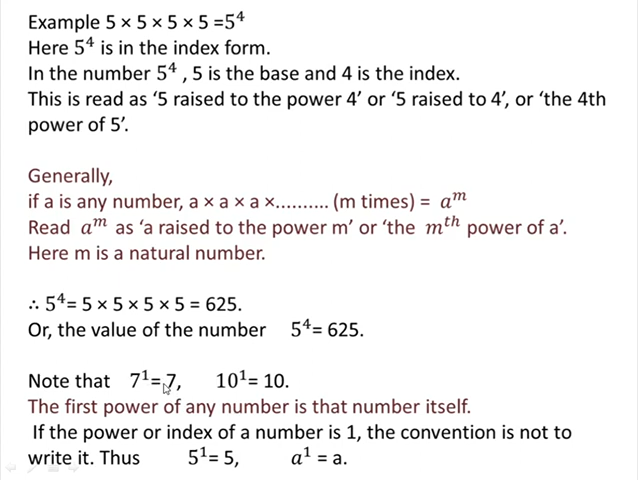 Example 5 × 5 × 5 × 5 =5⁴
Here 5⁴ is in the index form.
In the number 5⁴ , 5 is the base and 4 is the index.
This is read as ‘5 raised to the power 4’ or ‘5 raised to 4’, or ‘the 4th
power of 5’.
Generally,
if a is any number, a × a × a ×.......... (m times) = aᵐ
Read aᵐ as ‘a raised to the power m’ or ‘the mᵗʰ power of a’.
Here m is a natural number.
∴ 5⁴= 5 × 5 × 5 × 5 = 625.
Or, the value of the number 5⁴= 625.
Note that 7¹= 7, 10¹= 10.
The first power of any number is that number itself.
If the power or index of a number is 1, the convention is not to
write it. Thus 5¹= 5, a¹ = a.